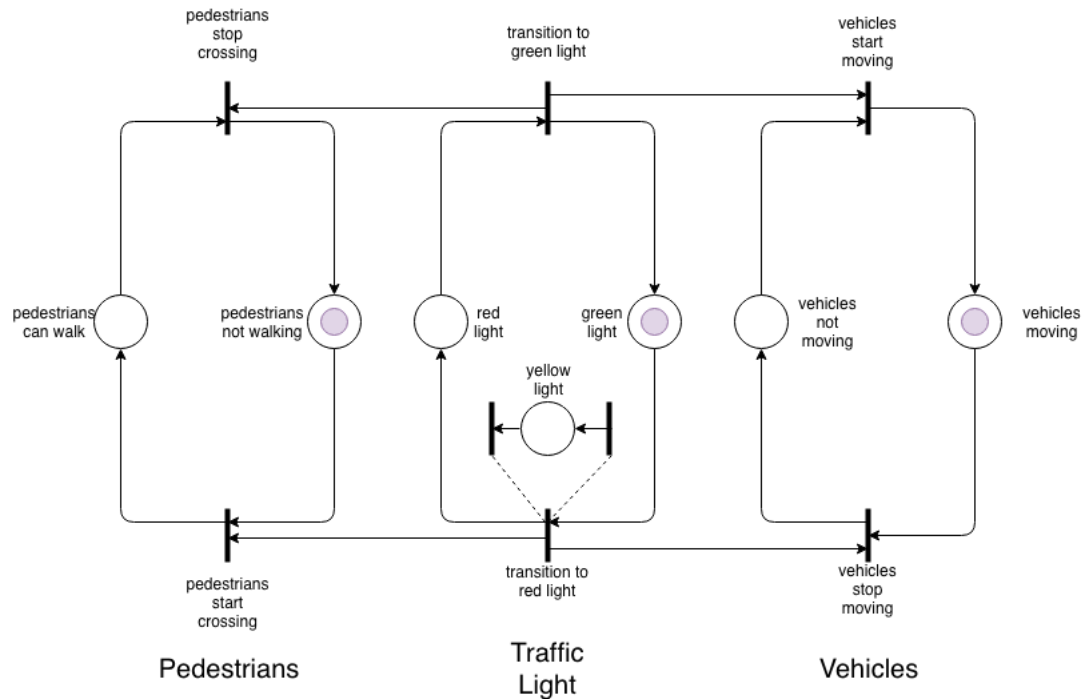 pedestrians
stop
crossing
transition to
green light
vehicles
start
moving
pedestrians
can walk
pedestrians
not walking
red
light
green
light
vehicles
not
moving
vehicles
moving
yellow
light
pedestrians
start
crossing
transition to
red light
vehicles
stop
moving
Pedestrians
Traffic
Light
Vehicles